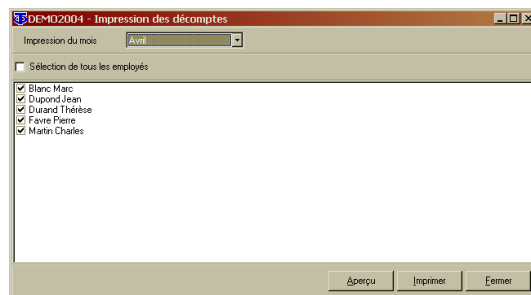 DEMO2004 - Impression des décomptes
Impression du mois Avril
Sélection de tous les employés
Blanc Marc
Dupond Jean
Durand Thérèse
Favre Pierre
Martin Charles
Aperçu Imprimer Fermer